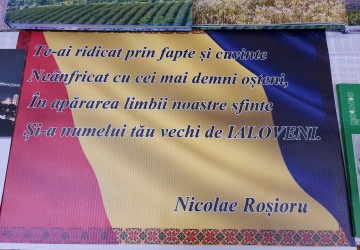 Te-ai ridicat prin fapte și cuvinte
Neânfricat cu cei mai demni oșteni,
În apărarea limbii noastre sfinte
Și-a numelui tău vechi de IALOVENI.
Nicolae Roșioru